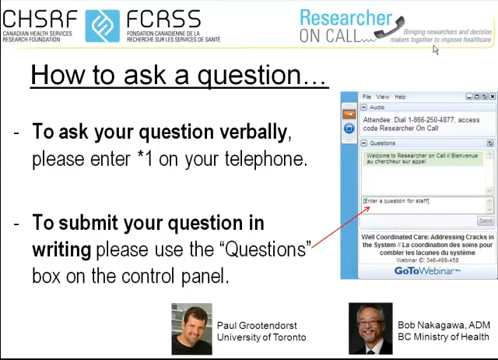 CHSRF
CANADIAN HEALTH SERVICES
RESEARCH FOUNDATION
FCRSS
FONDATION CANADIENNE DE LA
RECHERCHE SUR LES SERVICES DE SANTÉ
Researcher
ON CALL...
Bringing researchers and decision
makers together to improve healthcare
How to ask a question…
- To ask your question verbally,
please enter *1 on your telephone.
- To submit your question in
writing please use the “Questions”
box on the control panel.
File View Help
Audio
Attendee: Dial 1-866-250-4877, access
code Researcher On Call
Questions
Welcome to Researcher on Call // Bienvenue
au chercheur sur appel
[Enter a question for staff]
Send
Well Coordinated Care: Addressing Cracks in
the System // La coordination des soins pour
combler les lacunes du système
Webinar ID: 346-499-458
GoToWebinar
Paul Grootendorst
University of Toronto
Bob Nakagawa, ADM
BC Ministry of Health